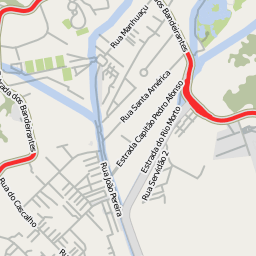 Rua Manhuaçu
Estrada dos Bandeirantes
Rua Santa América
Estrada Capitão Pedro Afonso
Estrada do Rio Morto
Rua Servidão 2
Rua João Pereira
Rua do Cascalho
trada dos Bandeirantes